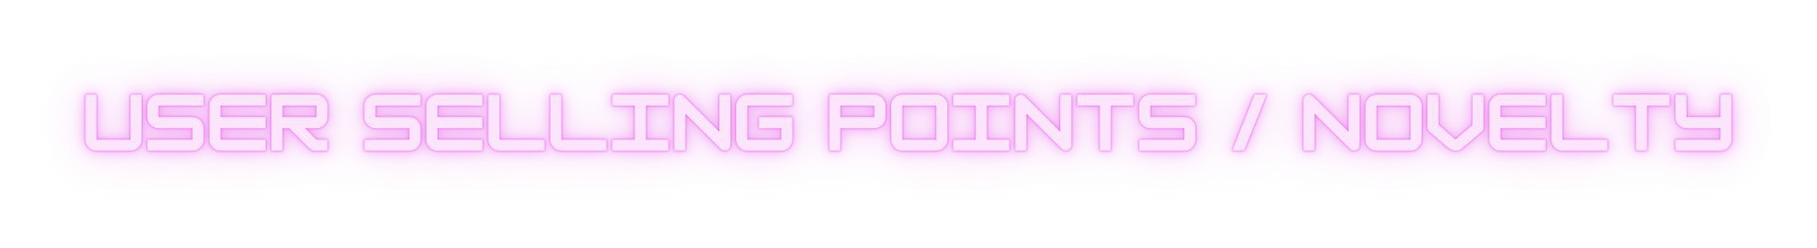 USER SELLING POINTS / NOVELTY